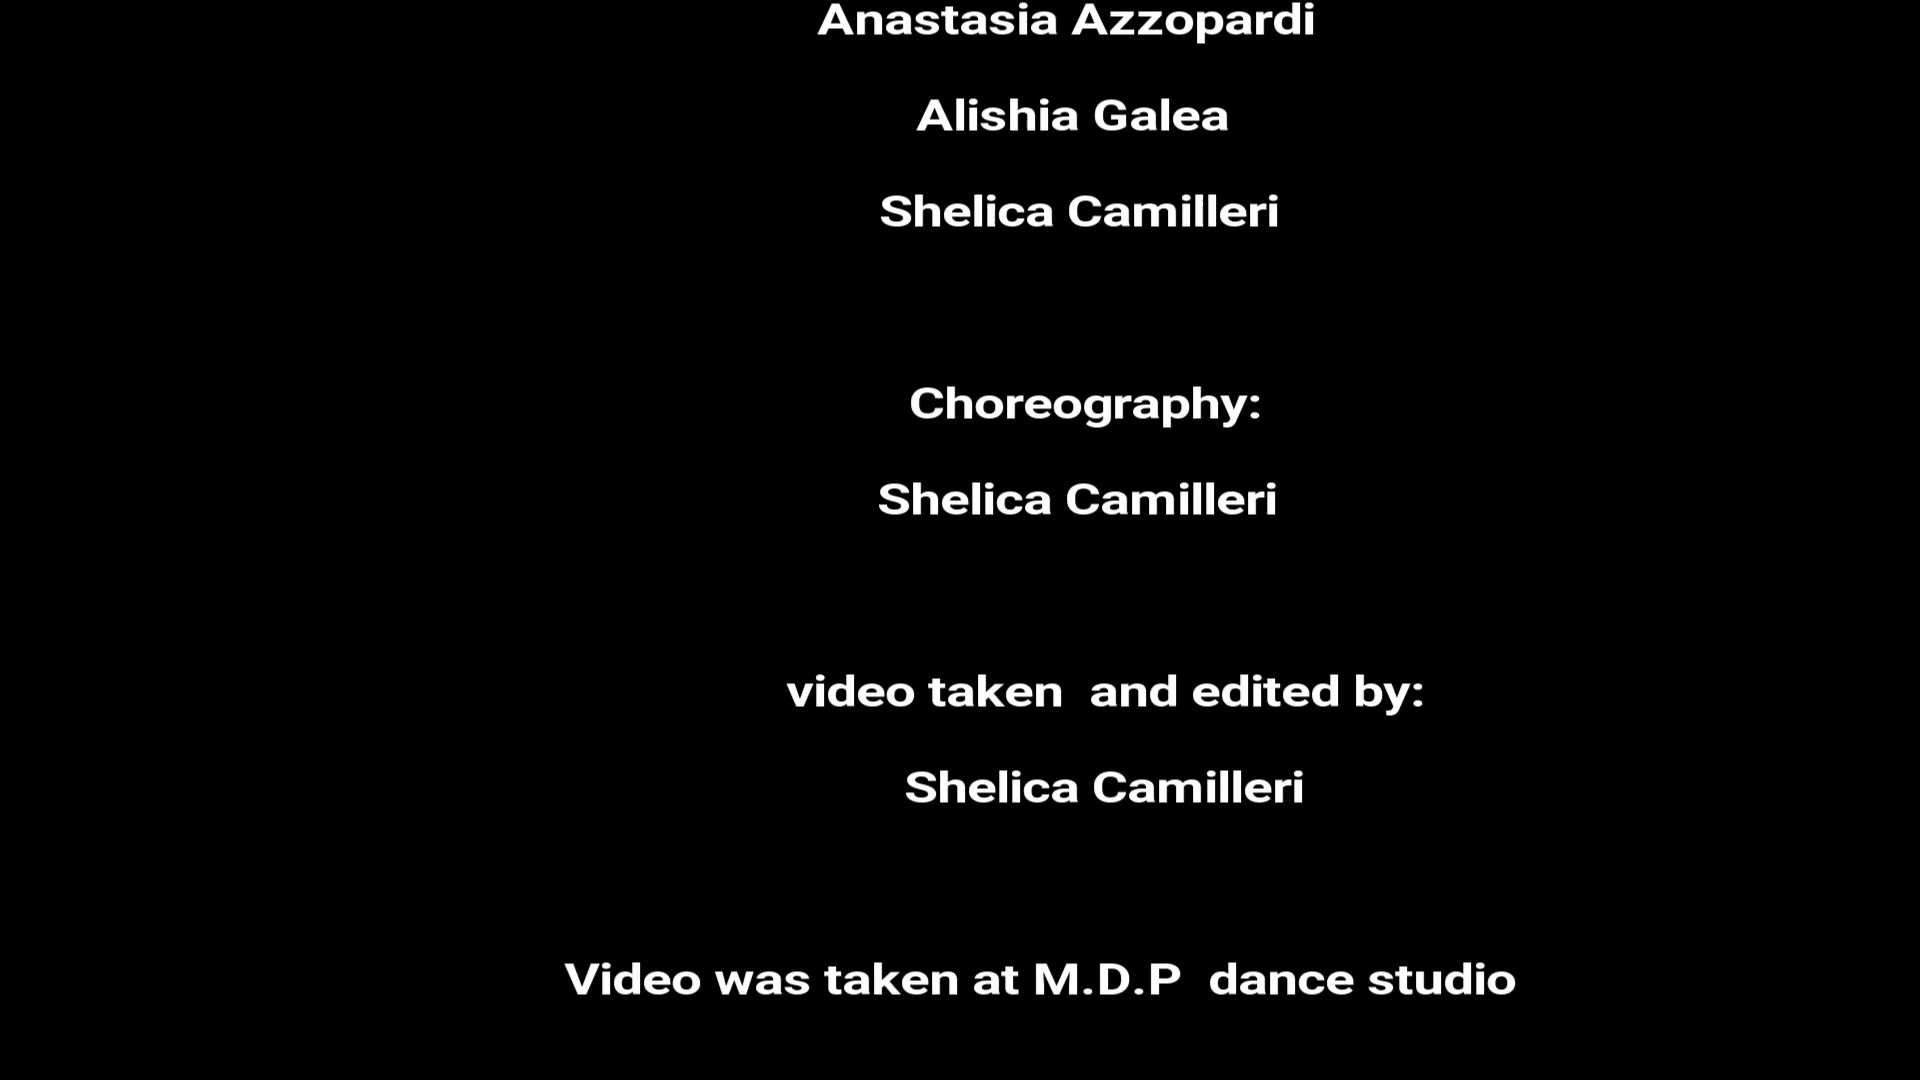 Anastasia Azzopardi
Alishia Galea
Shelica Camilleri
Choreography:
Shelica Camilleri
video taken  and edited by:
Shelica Camilleri
Video was taken at M.D.P  dance studio